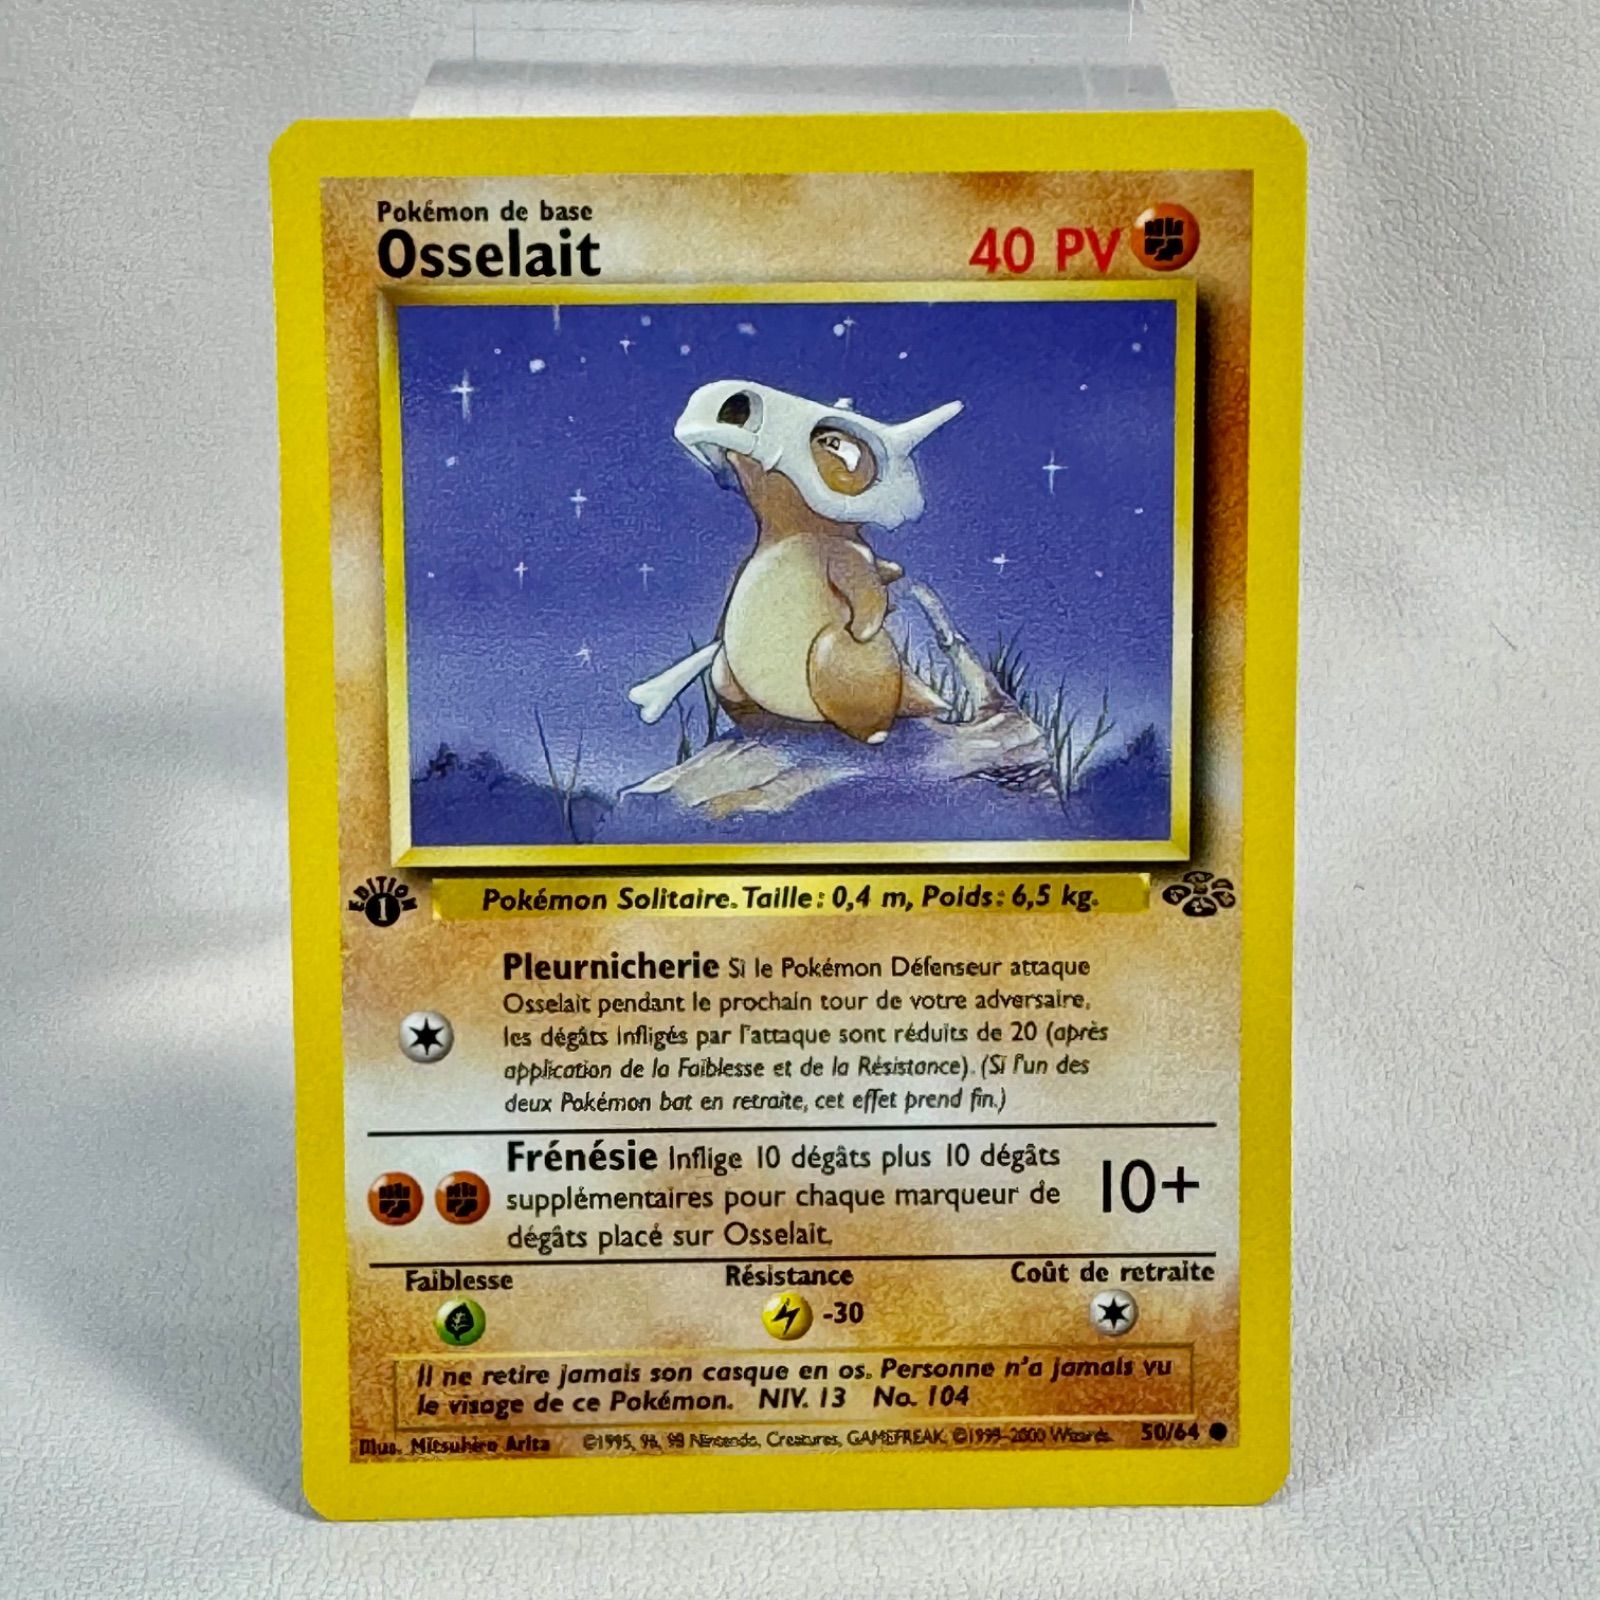 Pokémon de base
Osselait
40 PV
EDITION
1
Pokémon Solitaire. Taille : 0,4 m, Poids : 6,5 kg.
Pleurnicherie Si le Pokémon Défenseur attaque
Osselait pendant le prochain tour de votre adversaire,
les dégâts infligés par l'attaque sont réduits de 20 (après
application de la Faiblesse et de la Résistance). (Si l'un des
deux Pokémon bat en retraite, cet effet prend fin.)
Frénésie Inflige 10 dégâts plus 10 dégâts
supplémentaires pour chaque marqueur de
dégâts placé sur Osselait.
10+
Faiblesse
Résistance
Coût de retraite
-30
Il ne retire jamais son casque en os. Personne n'a jamais vu
le visage de ce Pokémon. NIV. 13 No. 104
Illus. Mitsuhiro Arita ©1995, 96, 98 Nintendo, Creatures, GAMEFREAK. ©1999-2000 Wizards. 50/64